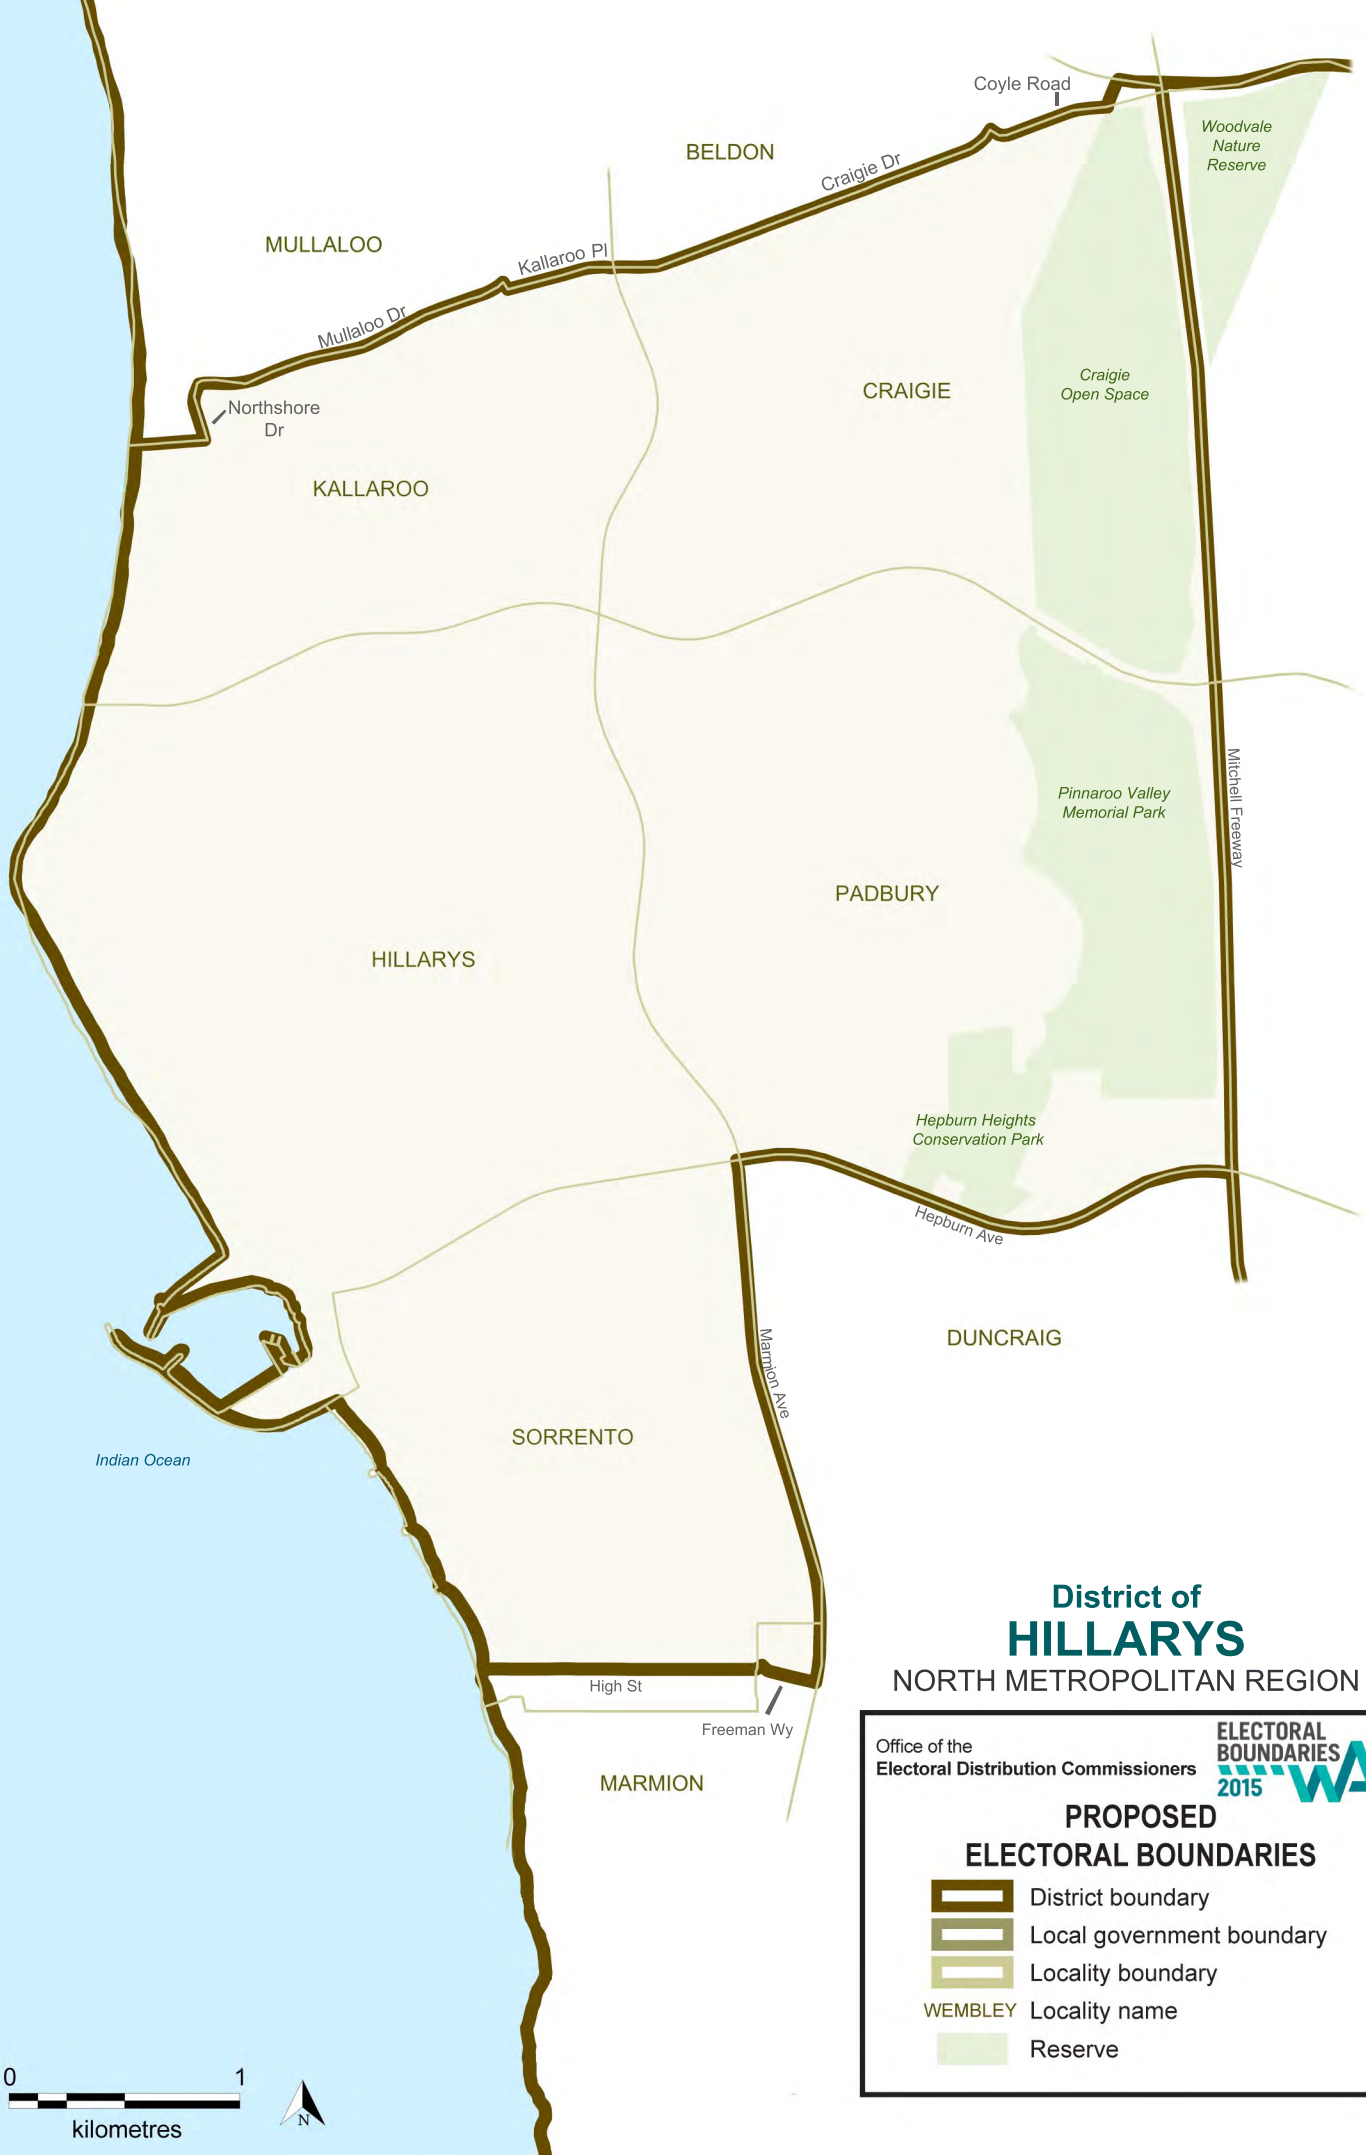 Coyle Road
Woodvale
Nature
Reserve
BELDON
Craigie Dr
MULLALOO
Kallaroo Pl
Mullaloo Dr
Craigie
Open Space
CRAIGIE
Northshore
Dr
KALLAROO
Mitchell Freeway
Pinnaroo Valley
Memorial Park
PADBURY
HILLARYS
Hepburn Heights
Conservation Park
Hepburn Ave
DUNCRAIG
Marmion Ave
SORRENTO
Indian Ocean
High St
Freeman Wy
MARMION
District of
HILLARYS
NORTH METROPOLITAN REGION
Office of the
Electoral Distribution Commissioners
ELECTORAL
BOUNDARIES
2015 WA
PROPOSED
ELECTORAL BOUNDARIES
District boundary
Local government boundary
Locality boundary
WEMBLEY Locality name
Reserve
0 1
kilometres
N